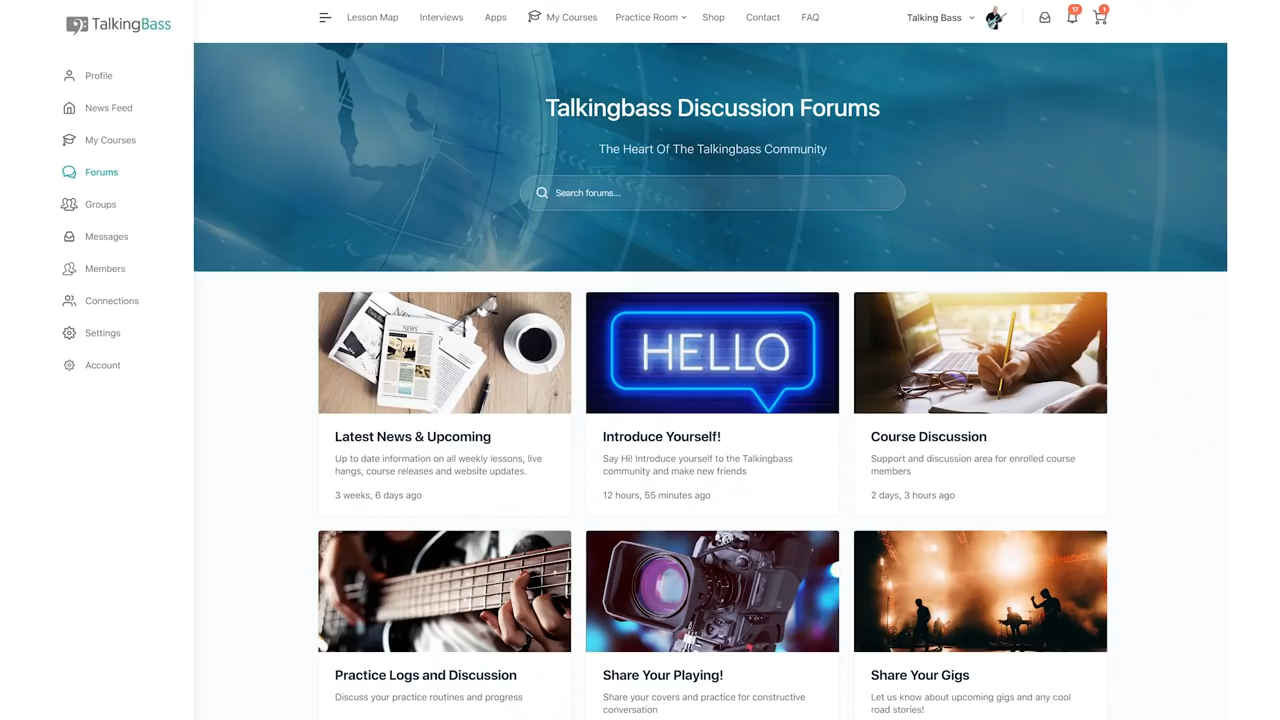 TalkingBass
Lesson Map
Interviews
Apps
My Courses
Practice Room
Shop
Contact
FAQ
Talking Bass
17
1
Profile
News Feed
My Courses
Forums
Groups
Messages
Members
Connections
Settings
Account
Talkingbass Discussion Forums
The Heart Of The Talkingbass Community
Search forums...
NEWS
HELLO
Latest News & Upcoming
Up to date information on all weekly lessons, live
hangs, course releases and website updates.
3 weeks, 6 days ago
Introduce Yourself!
Say Hi! Introduce yourself to the Talkingbass
community and make new friends
12 hours, 55 minutes ago
Course Discussion
Support and discussion area for enrolled course
members
2 days, 3 hours ago
Practice Logs and Discussion
Discuss your practice routines and progress
Share Your Playing!
Share your covers and practice for constructive
conversation
Share Your Gigs
Let us know about upcoming gigs and any cool
road stories!